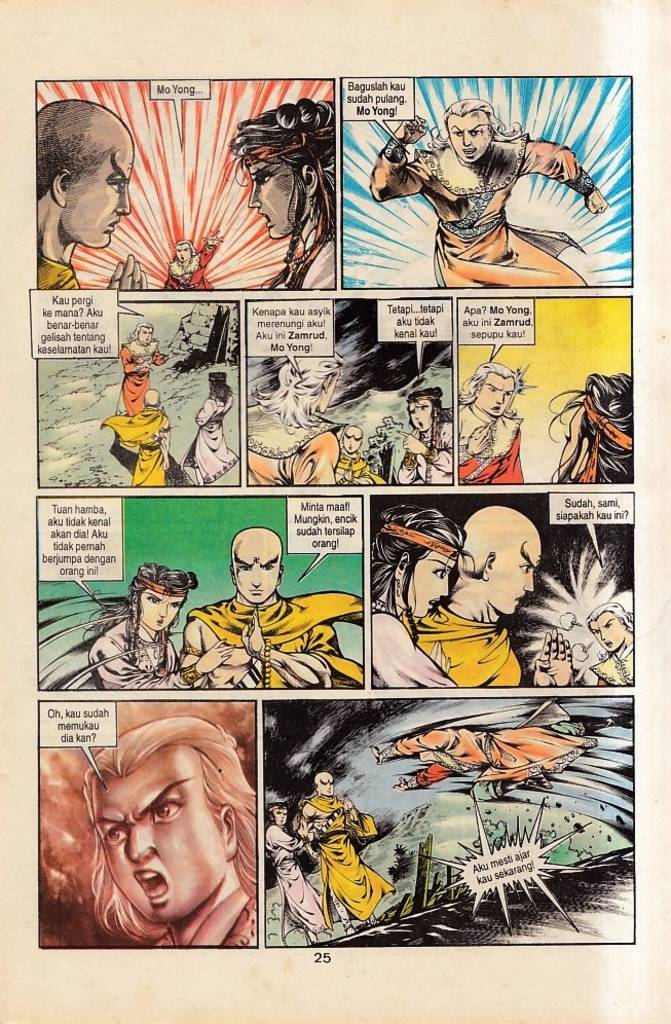 Mo Yong...
Baguslah kau
sudah pulang,
Mo Yong!
Kau pergi
ke mana? Aku
benar-benar
gelisah tentang
keselamatan kau!
Kenapa kau asyik
merenungi aku!
Aku ini Zamrud,
Mo Yong!
Tetapi...tetapi
aku tidak
kenal kau!
Apa? Mo Yong,
aku ini Zamrud,
sepupu kau!
Tuan hamba,
aku tidak kenal
akan dia! Aku
tidak pernah
berjumpa dengan
orang ini!
Minta maaf!
Mungkin, encik
sudah tersilap
orang!
Sudah, sami,
siapakah kau ini?
Oh, kau sudah
memukau
dia kan?
Aku mesti ajar
kau sekarang!
25